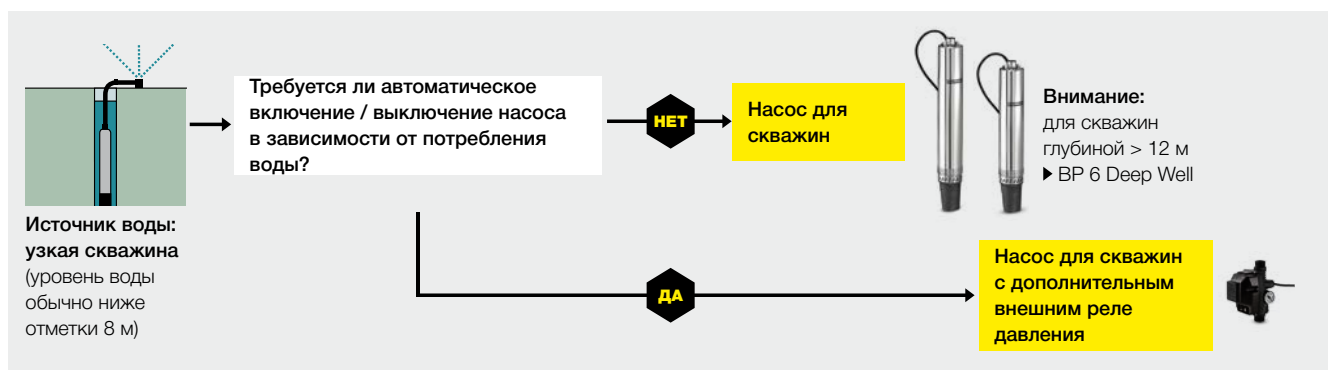 Источник воды:
узкая скважина
(уровень воды
обычно ниже
отметки 8 м)
Требуется ли автоматическое
включение / выключение насоса
в зависимости от потребления
воды?
НЕТ
Насос для
скважин
Внимание:
для скважин
глубиной > 12 м
▶ BP 6 Deep Well
ДА
Насос для скважин
с дополнительным
внешним реле
давления